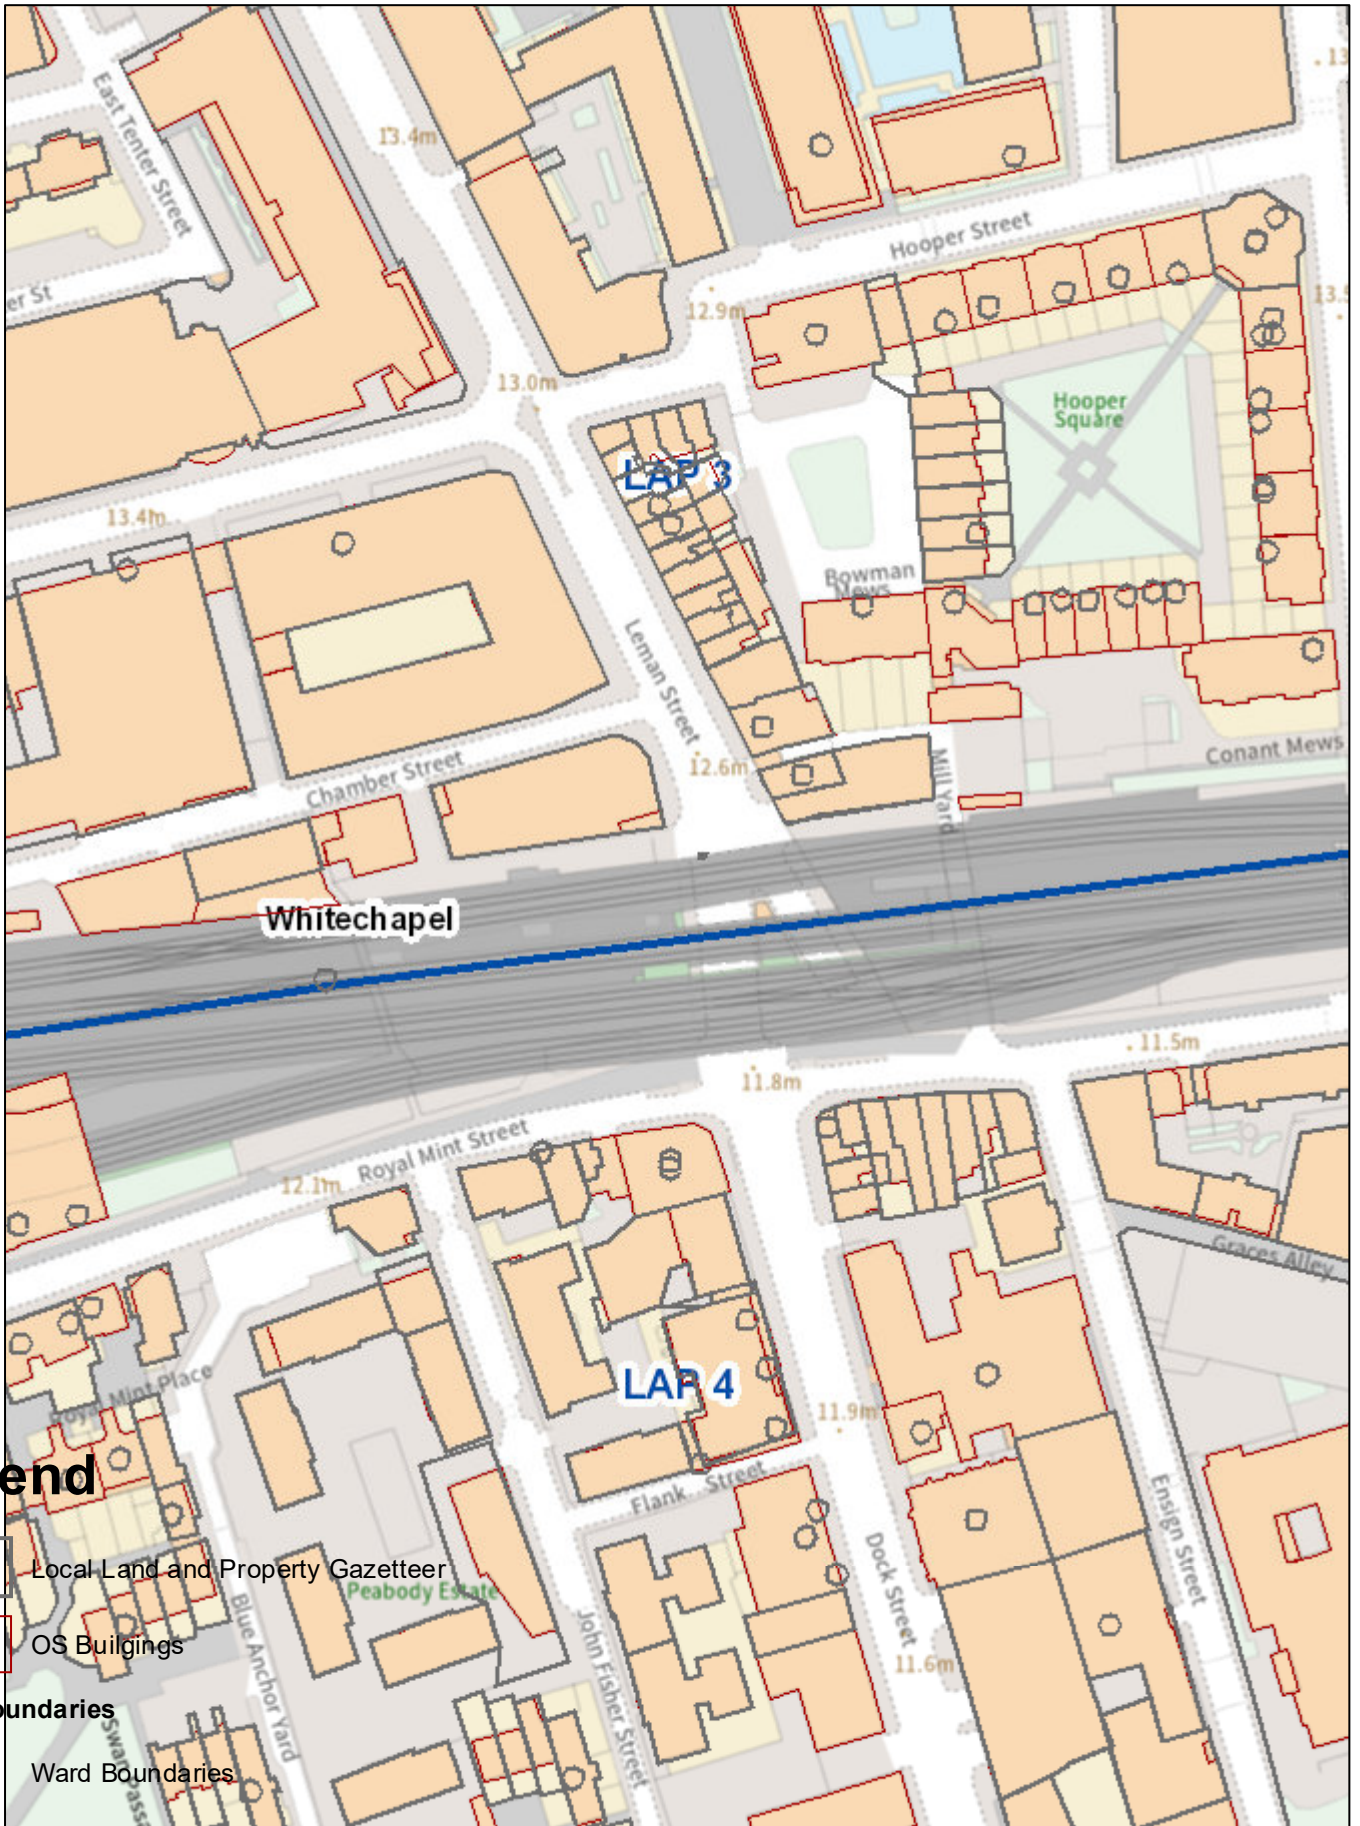 East Tenter Street
13.4m
Hooper Street
er St
12.9m
13.0m
Hooper
Square
LAP 3
13.4m
Bowman
Mews
Leman Street
Conant Mews
12.6m
Chamber Street
Mill Yard
Whitechapel
11.5m
11.8m
Royal Mint Street
12.1m
Graces Alley
Royal Mint Place
LAP 4
11.9m
end
Flank Street
Ensign Street
Dock Street
Local Land and Property Gazetteer
Peabody Estate
Blue Anchor Yard
John Fisher Street
OS Builgings
11.6m
oundaries
Swan Passa
Ward Boundaries